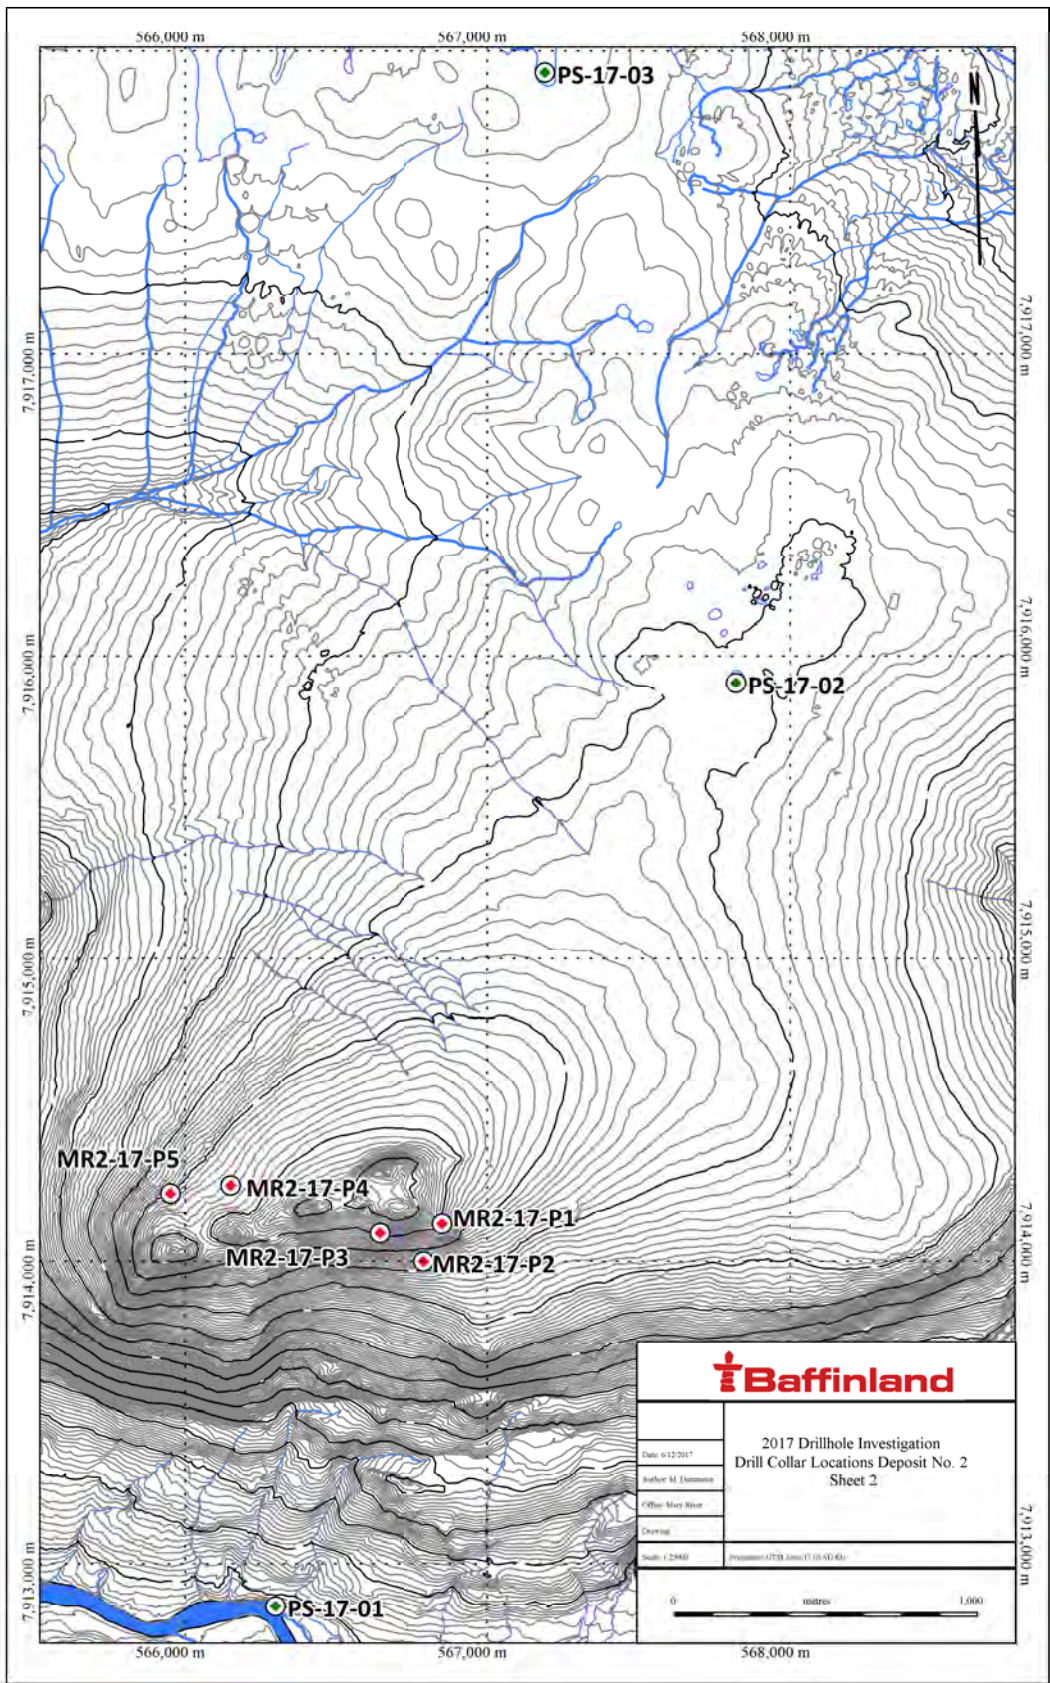 566,000 m
567,000 m
568,000 m
N
PS-17-03
7,917,000 m
7,917,000 m
7,916,000 m
7,916,000 m
PS-17-02
7,915,000 m
7,915,000 m
MR2-17-P5
MR2-17-P4
MR2-17-P1
MR2-17-P3
MR2-17-P2
7,914,000 m
7,914,000 m
Baffinland
2017 Drillhole Investigation
Drill Collar Locations Deposit No. 2
Sheet 2
Date: 6/12/2017
Author: M.
Office: Mary River
Drawing:
Scale:
0 metres 1,000
7,913,000 m
7,913,000 m
PS-17-01
566,000 m
567,000 m
568,000 m